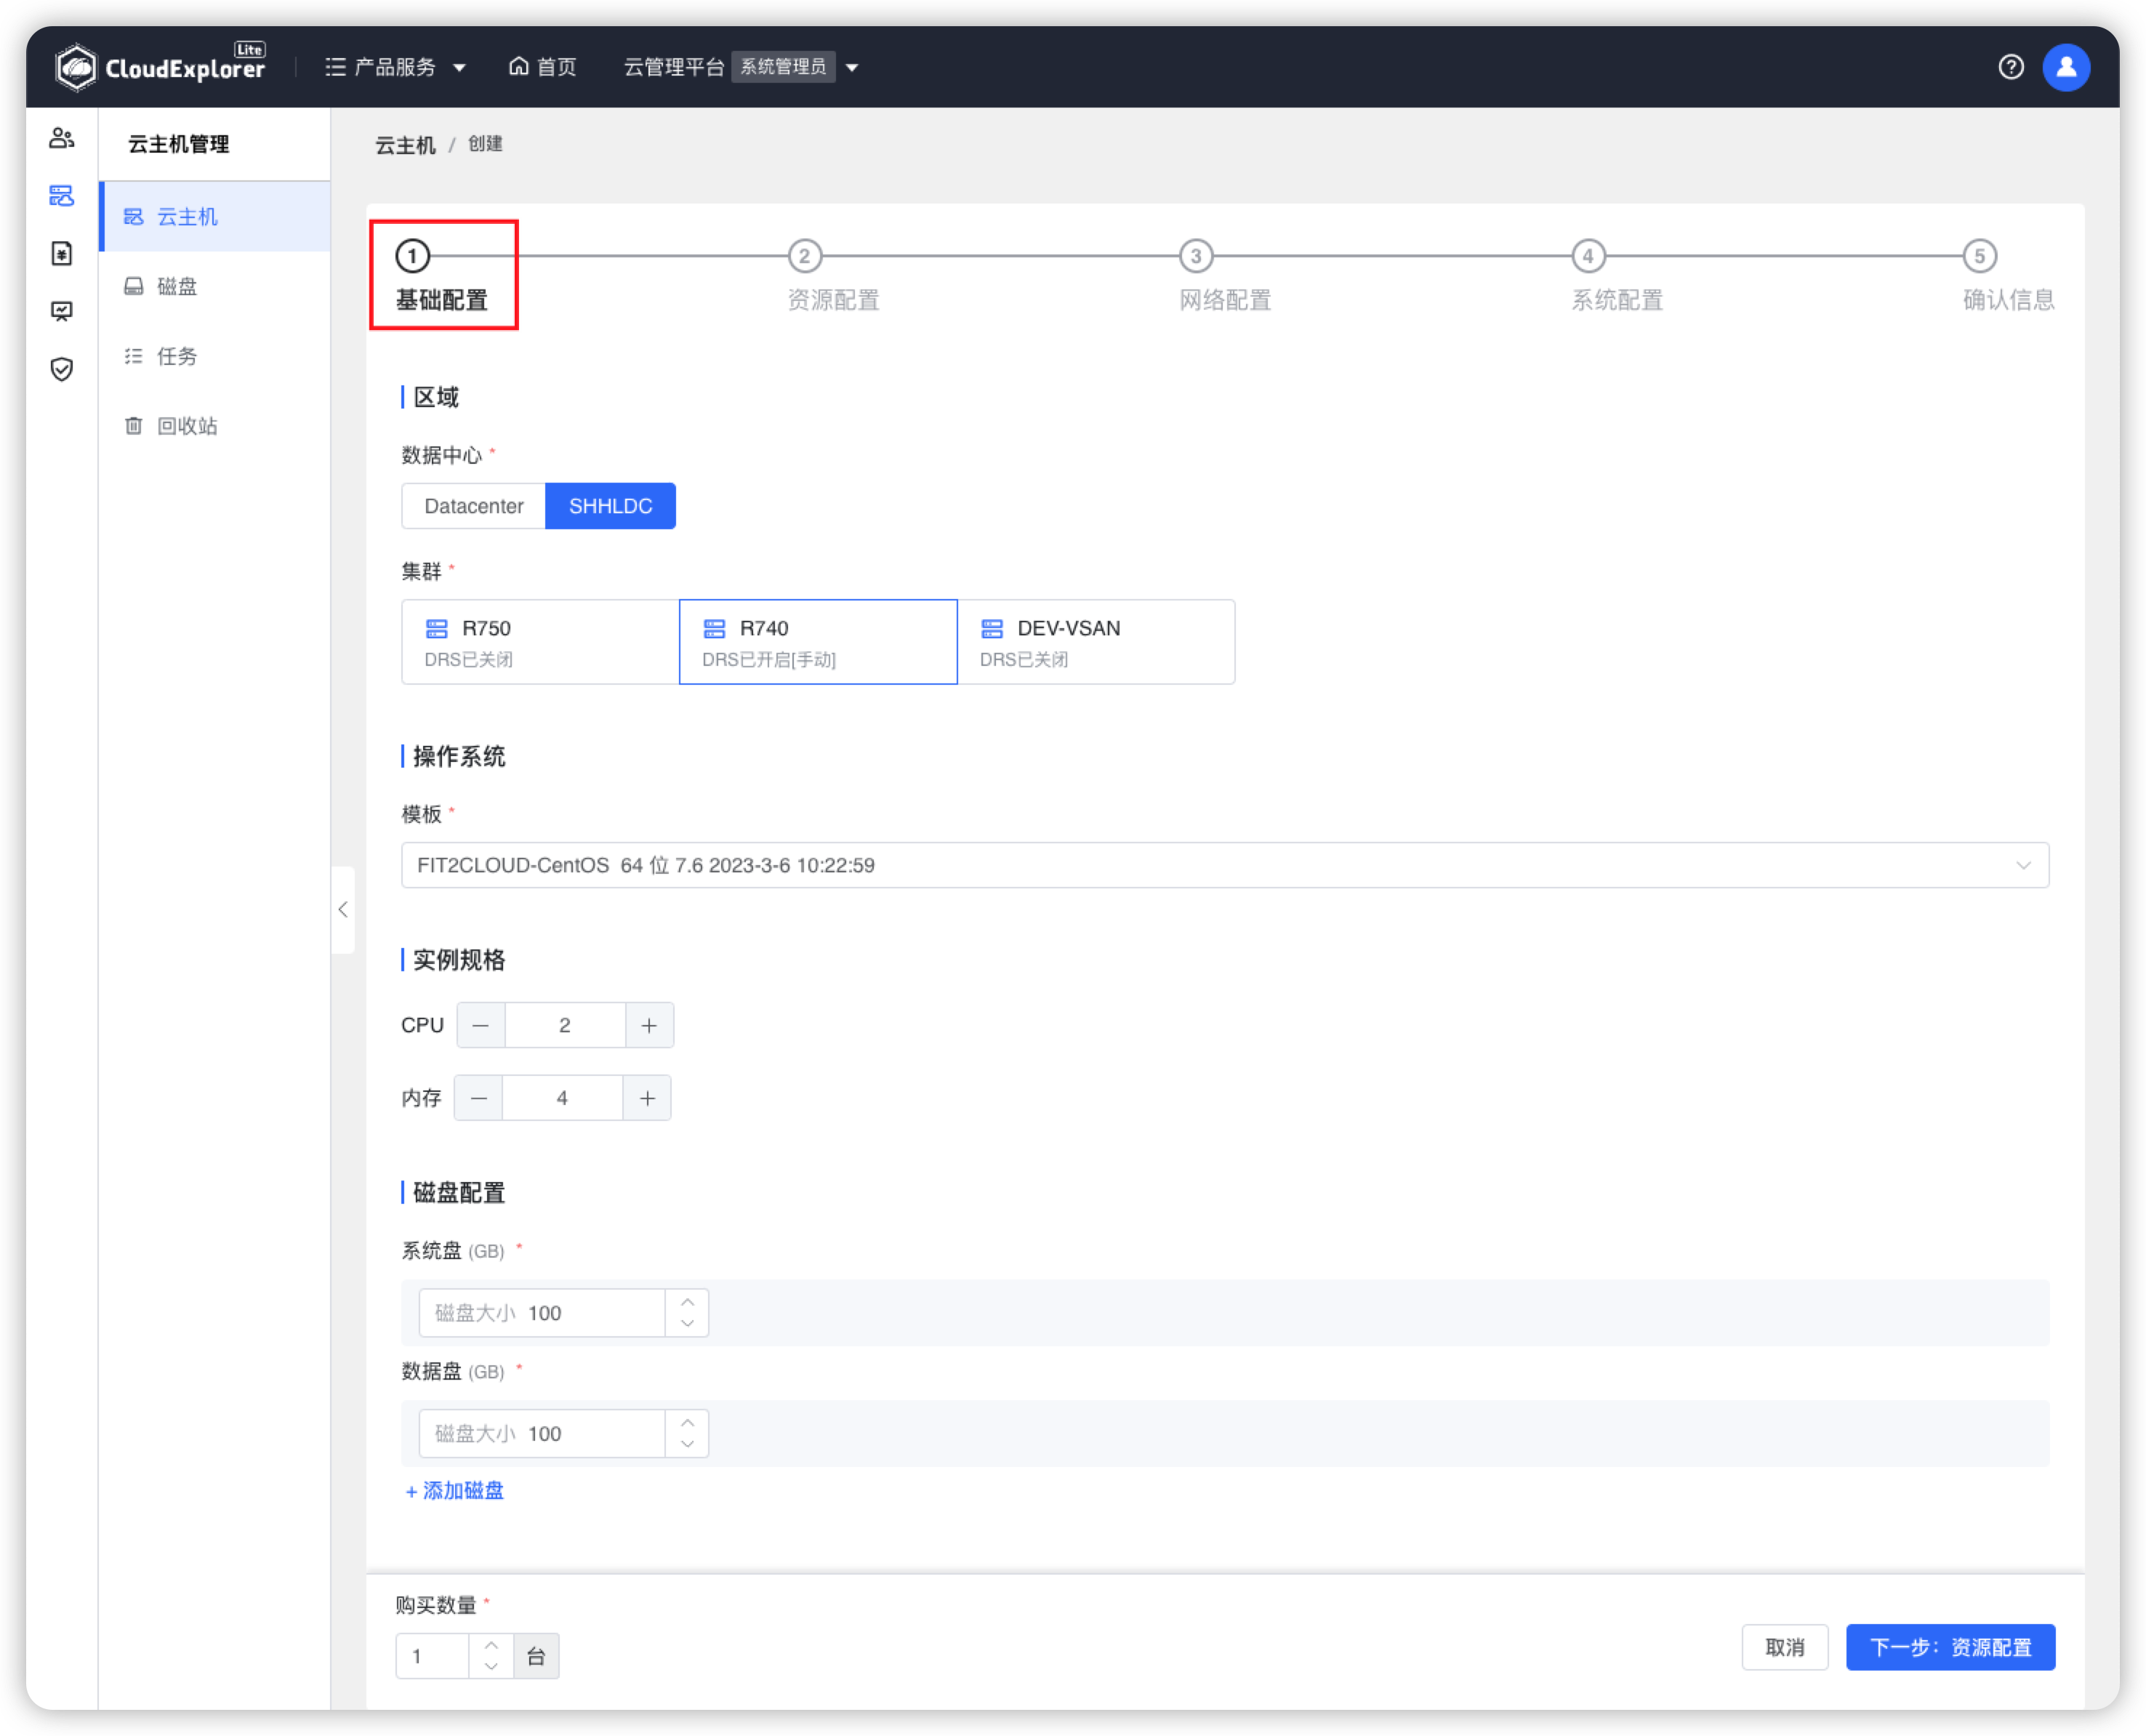 CloudExplorer Lite
产品服务
首页
云管理平台 系统管理员
云主机管理
云主机
磁盘
任务
回收站
云主机 / 创建
1 2 3 4 5
基础配置 资源配置 网络配置 系统配置 确认信息
区域
数据中心 *
Datacenter SHHLDC
集群 *
R750 R740 DEV-VSAN
DRS已关闭 DRS已开启[手动] DRS已关闭
操作系统
模板 *
FIT2CLOUD-CentOS 64 位 7.6 2023-3-6 10:22:59
实例规格
CPU 2
内存 4
磁盘配置
系统盘 (GB) *
磁盘大小 100
数据盘 (GB) *
磁盘大小 100
+ 添加磁盘
购买数量 *
1 台
取消 下一步：资源配置